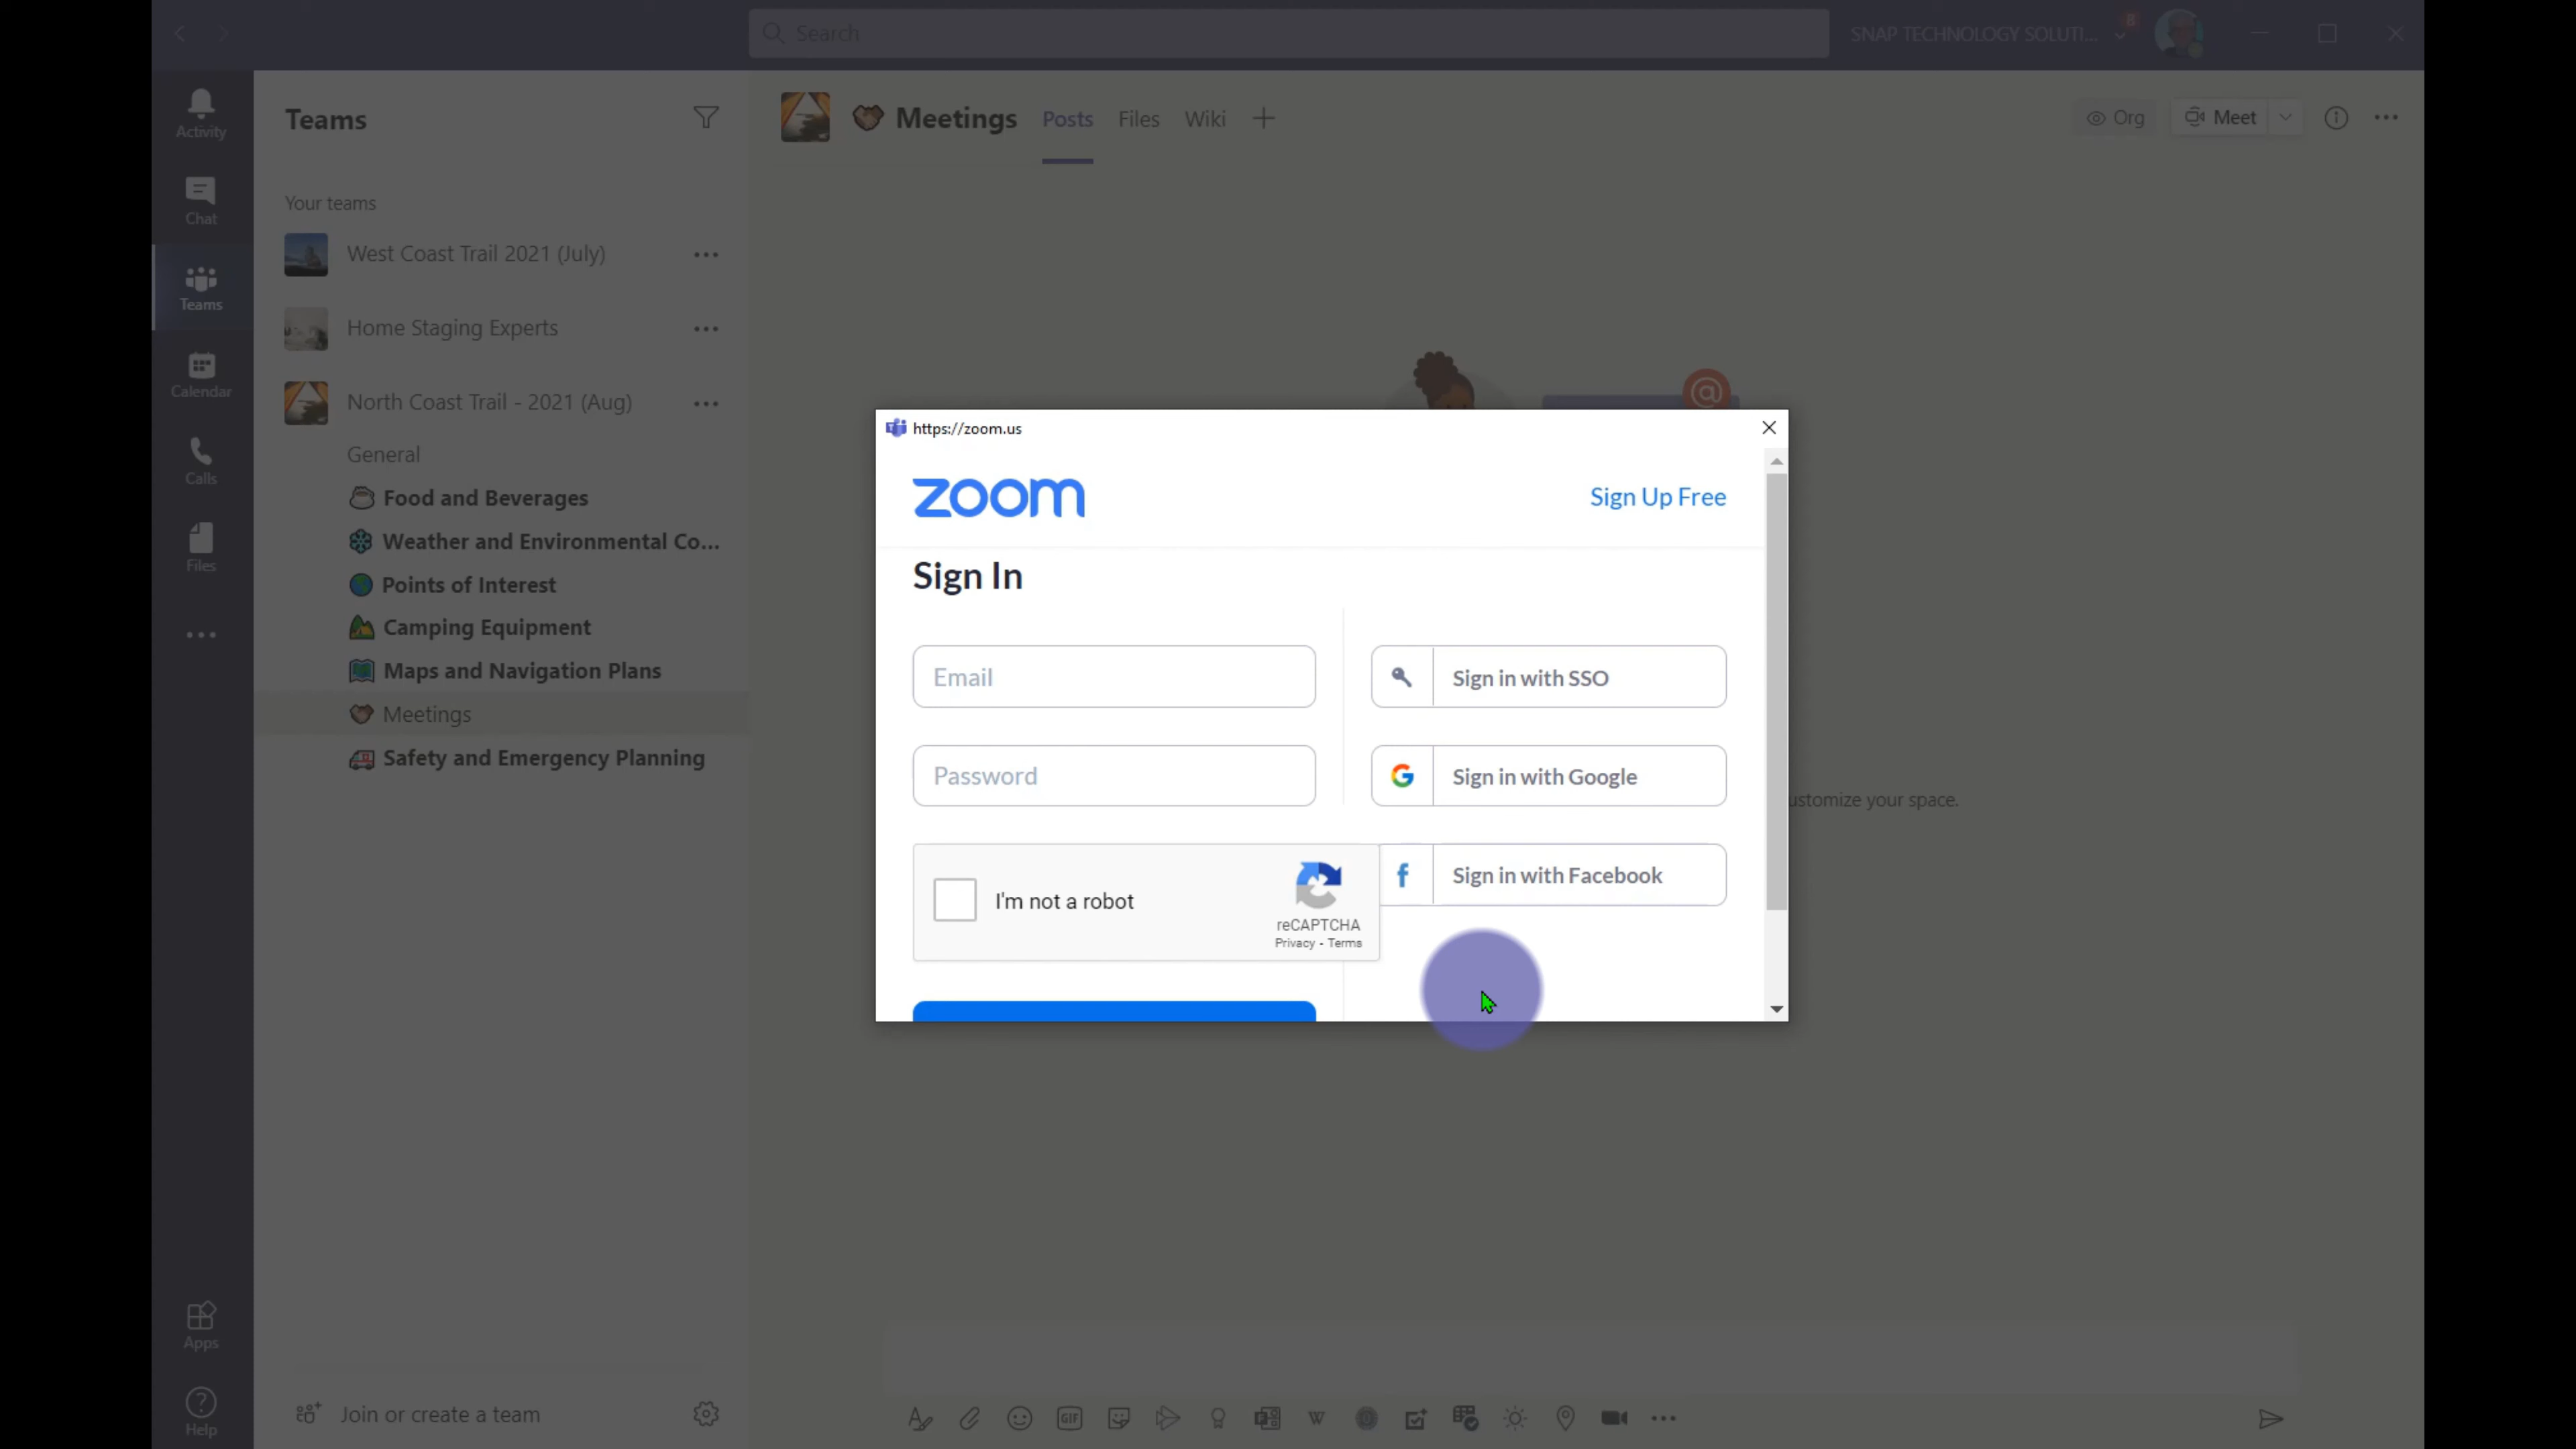 Search
SNAP TECHNOLOGY SOLUTI...
8
Activity
Chat
Teams
Calendar
Calls
Files
Apps
Help
Teams
Your teams
West Coast Trail 2021 (July)
Home Staging Experts
North Coast Trail - 2021 (Aug)
General
Food and Beverages
Weather and Environmental Co...
Points of Interest
Camping Equipment
Maps and Navigation Plans
Meetings
Safety and Emergency Planning
Join or create a team
Meetings
Posts
Files
Wiki
Org
Meet
@
https://zoom.us
zoom
Sign Up Free
Sign In
Email
Password
I'm not a robot
reCAPTCHA
Privacy - Terms
Sign in with SSO
Sign in with Google
Sign in with Facebook
ustomize your space.
GIF
W